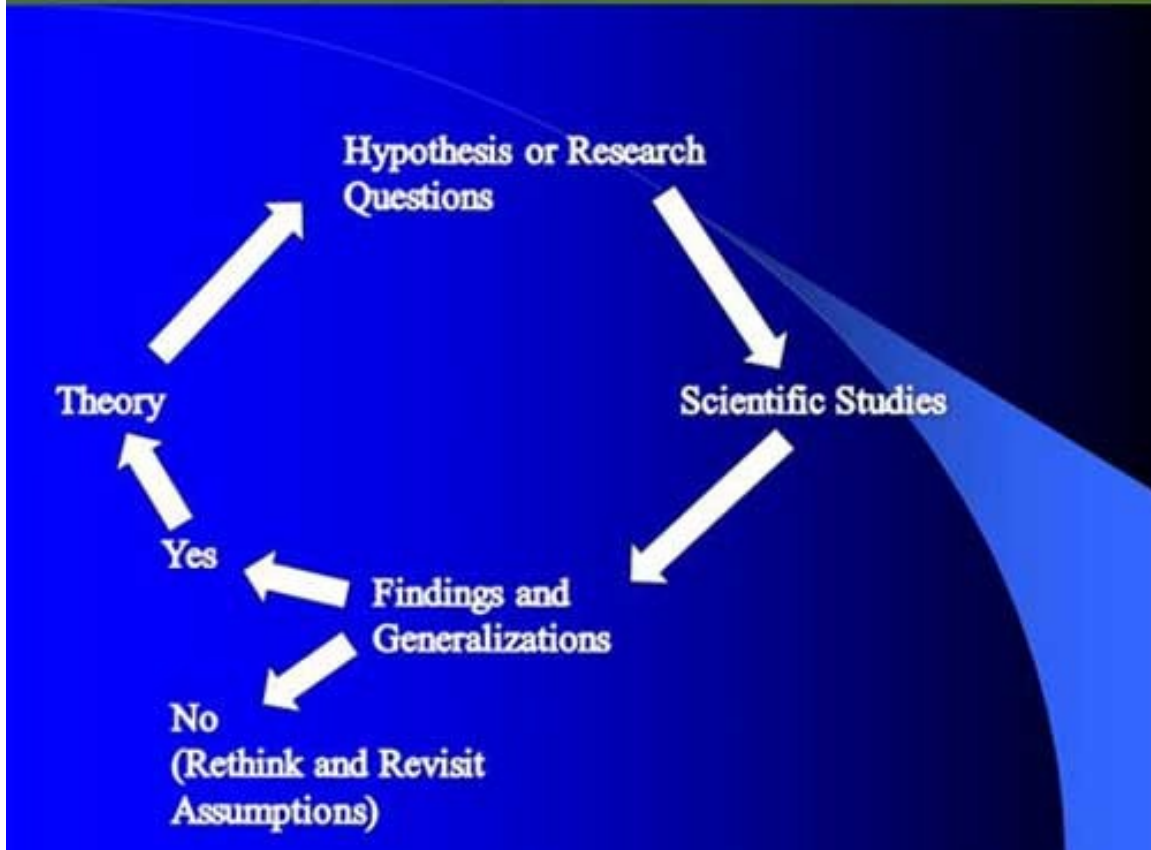 Hypothesis or Research
Questions
Theory
Scientific Studies
Yes
Findings and
Generalizations
No
(Rethink and Revisit
Assumptions)